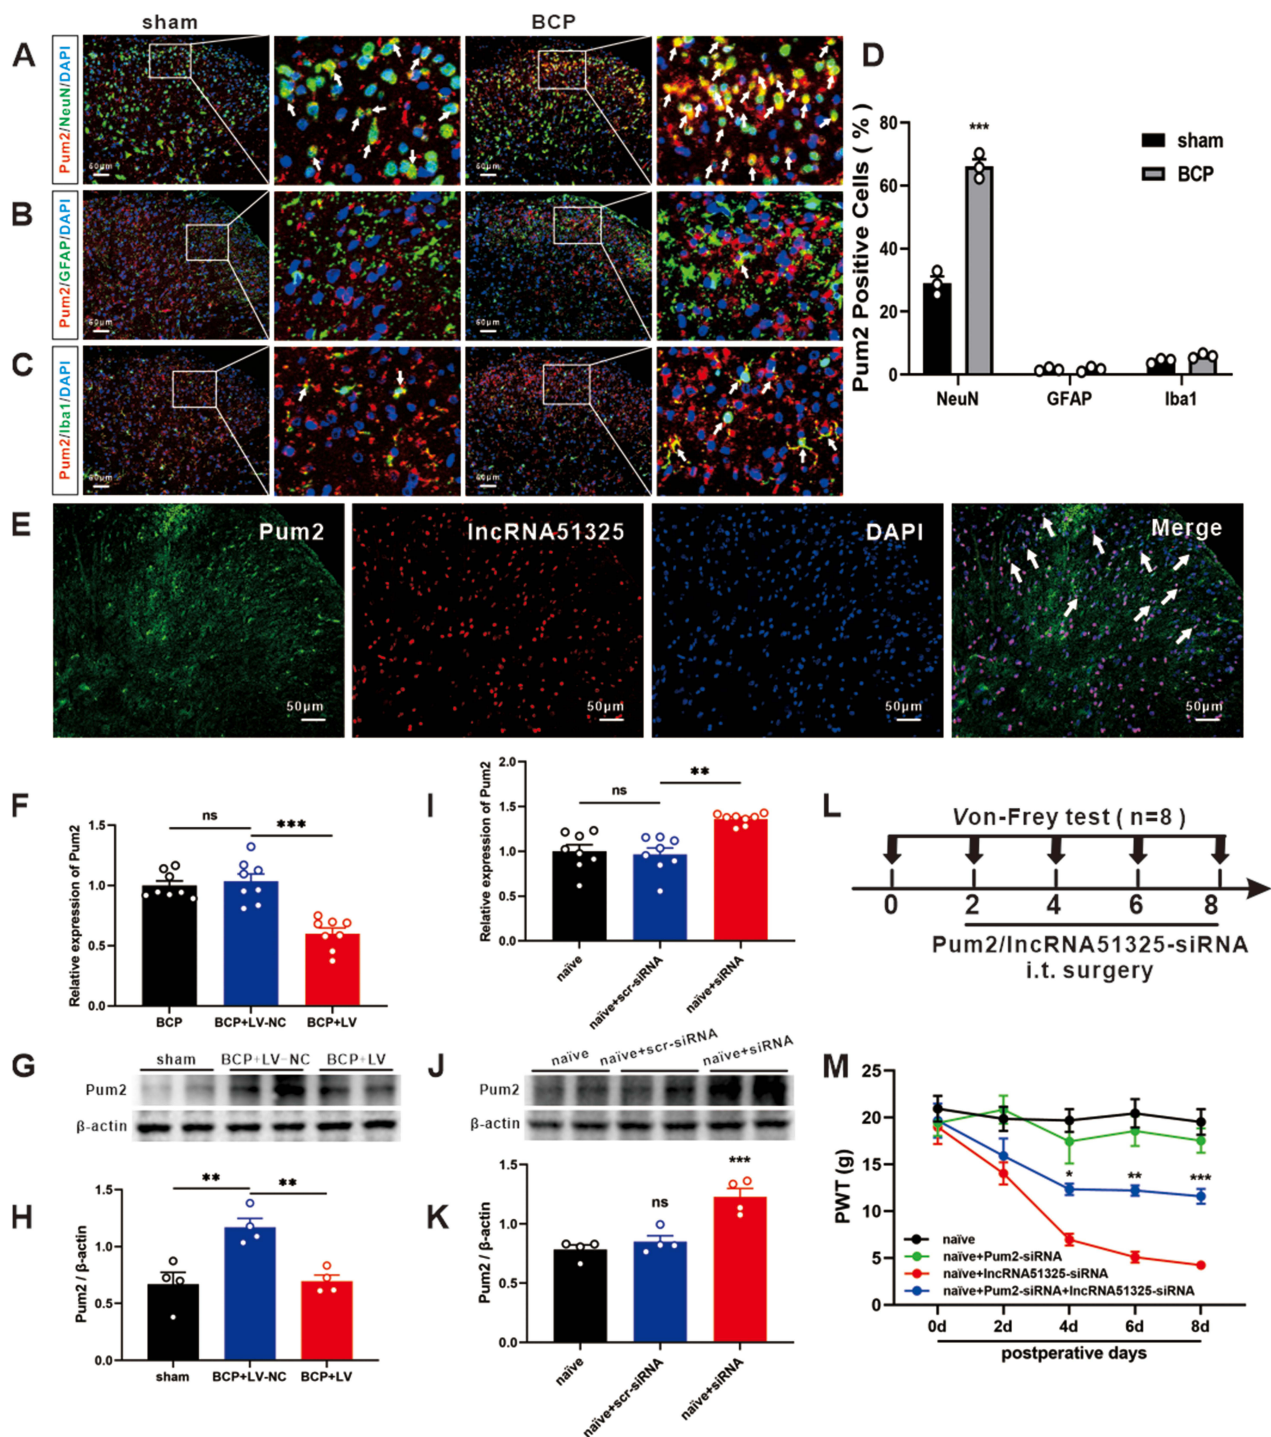 sham
BCP
A
Pum2/NeuN/DAPI
60μm
60μm
B
Pum2/GFAP/DAPI
60μm
60μm
C
Pum2/Iba1/DAPI
60μm
60μm
D
Pum2 Positive Cells ( % )
80
60
40
20
0
***
sham
BCP
NeuN
GFAP
Iba1
E
Pum2
50μm
lncRNA51325
50μm
DAPI
50μm
Merge
50μm
F
Relative expression of Pum2
1.5
1.0
0.5
0.0
ns
***
BCP
BCP+LV-NC
BCP+LV
G
sham
BCP+LV-NC
BCP+LV
Pum2
β-actin
H
Pum2 / β-actin
1.5
1.0
0.5
0.0
**
**
sham
BCP+LV-NC
BCP+LV
I
Relative expression of Pum2
2.0
1.5
1.0
0.5
0.0
ns
**
naïve
naïve+scr-siRNA
naïve+siRNA
J
naïve
naïve+scr-siRNA
naïve+siRNA
Pum2
β-actin
K
Pum2 / β-actin
1.5
1.0
0.5
0.0
ns
***
naïve
naïve+scr-siRNA
naïve+siRNA
L
Von-Frey test ( n=8 )
0
2
4
6
8
Pum2/lncRNA51325-siRNA
i.t. surgery
M
PWT (g)
25
20
15
10
5
0
*
**
***
naïve
naïve+Pum2-siRNA
naïve+lncRNA51325-siRNA
naïve+Pum2-siRNA+lncRNA51325-siRNA
0d
2d
4d
6d
8d
postperative days